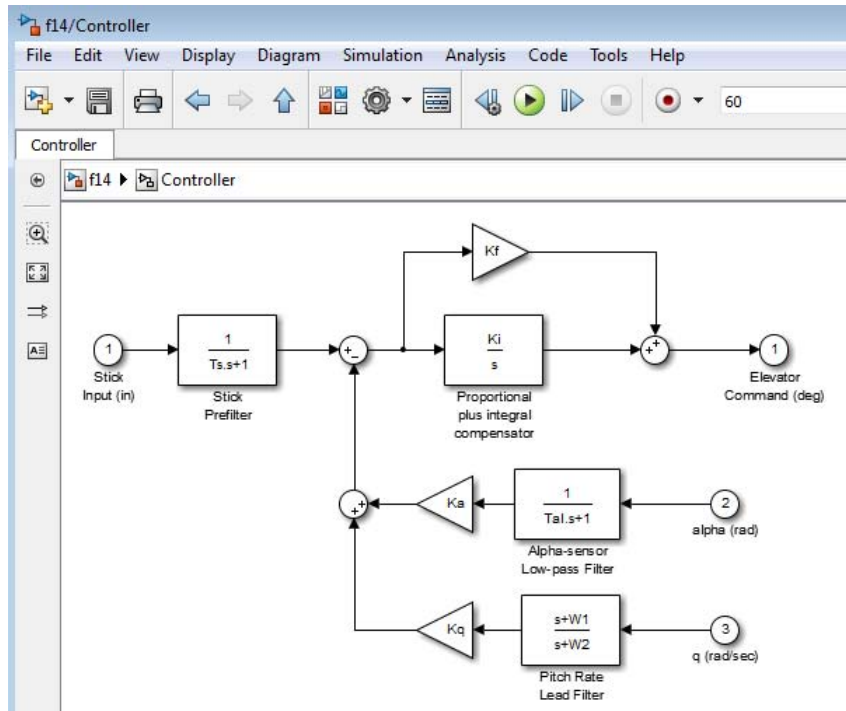 f14/Controller
File Edit View Display Diagram Simulation Analysis Code Tools Help
60
Controller
f14 Controller
Kf
1
Stick
Input (in)
1
Ts.s+1
Stick
Prefilter
+
−
Ki
s
Proportional
plus integral
compensator
+
+
1
Elevator
Command (deg)
+
+
Ka
1
Tal.s+1
Alpha-sensor
Low-pass Filter
2
alpha (rad)
Kq
s+W1
s+W2
Pitch Rate
Lead Filter
3
q (rad/sec)